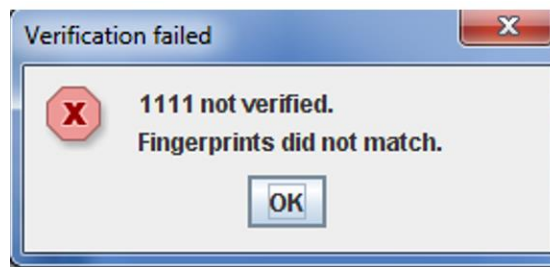 Verification failed
1111 not verified.
Fingerprints did not match.
OK